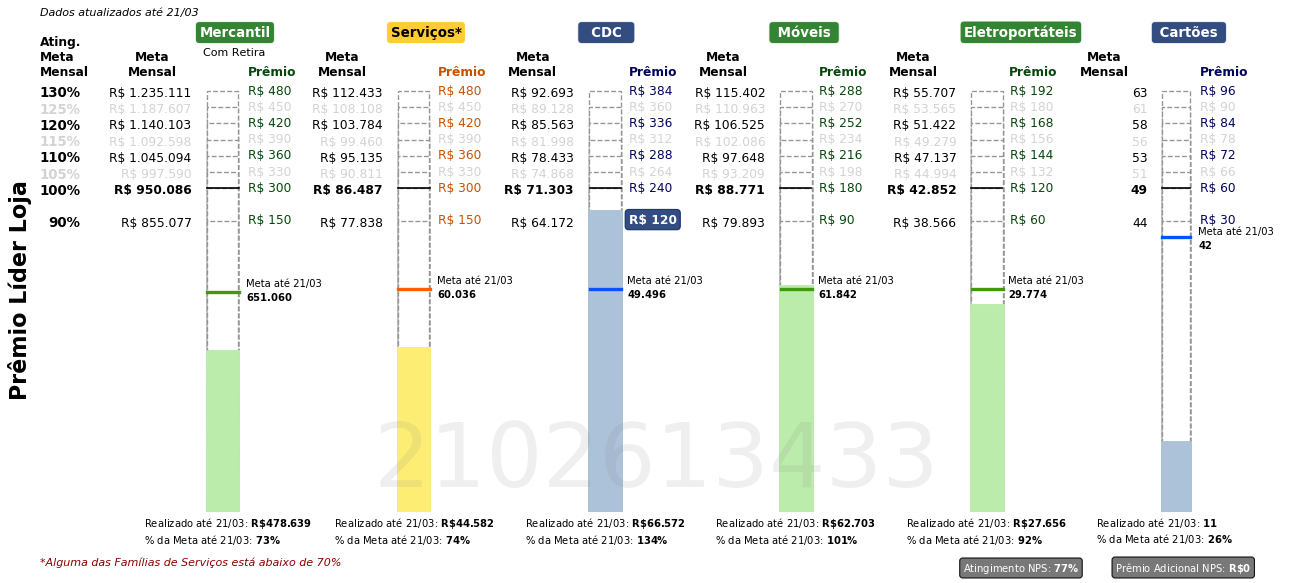 Dados atualizados até 21/03
Mercantil Serviços* CDC Móveis Eletroportáteis Cartões
Com Retira
Ating. Meta Mensal
Meta Mensal Prêmio Meta Mensal Prêmio Meta Mensal Prêmio Meta Mensal Prêmio Meta Mensal Prêmio Meta Mensal Prêmio
130% R$ 1.235.111 R$ 480 R$ 112.433 R$ 480 R$ 92.693 R$ 384 R$ 115.402 R$ 288 R$ 55.707 R$ 192 63 R$ 96
125% R$ 1.187.607 R$ 450 R$ 108.108 R$ 450 R$ 89.128 R$ 360 R$ 110.963 R$ 270 R$ 53.565 R$ 180 61 R$ 90
120% R$ 1.140.103 R$ 420 R$ 103.784 R$ 420 R$ 85.563 R$ 336 R$ 106.525 R$ 252 R$ 51.422 R$ 168 58 R$ 84
115% R$ 1.092.598 R$ 390 R$ 99.460 R$ 390 R$ 81.998 R$ 312 R$ 102.086 R$ 234 R$ 49.279 R$ 156 56 R$ 78
110% R$ 1.045.094 R$ 360 R$ 95.135 R$ 360 R$ 78.433 R$ 288 R$ 97.648 R$ 216 R$ 47.137 R$ 144 53 R$ 72
105% R$ 997.590 R$ 330 R$ 90.811 R$ 330 R$ 74.868 R$ 264 R$ 93.209 R$ 198 R$ 44.994 R$ 132 51 R$ 66
100% R$ 950.086 R$ 300 R$ 86.487 R$ 300 R$ 71.303 R$ 240 R$ 88.771 R$ 180 R$ 42.852 R$ 120 49 R$ 60
90% R$ 855.077 R$ 150 R$ 77.838 R$ 150 R$ 64.172 R$ 120 R$ 79.893 R$ 90 R$ 38.566 R$ 60 44 R$ 30
Meta até 21/03
42
Meta até 21/03 Meta até 21/03 Meta até 21/03 Meta até 21/03 Meta até 21/03
651.060 60.036 49.496 61.842 29.774
Prêmio Líder Loja
2102613433
Realizado até 21/03: R$478.639 Realizado até 21/03: R$44.582 Realizado até 21/03: R$66.572 Realizado até 21/03: R$62.703 Realizado até 21/03: R$27.656 Realizado até 21/03: 11
% da Meta até 21/03: 73% % da Meta até 21/03: 74% % da Meta até 21/03: 134% % da Meta até 21/03: 101% % da Meta até 21/03: 92% % da Meta até 21/03: 26%
*Alguma das Famílias de Serviços está abaixo de 70%
Atingimento NPS: 77% Prêmio Adicional NPS: R$0